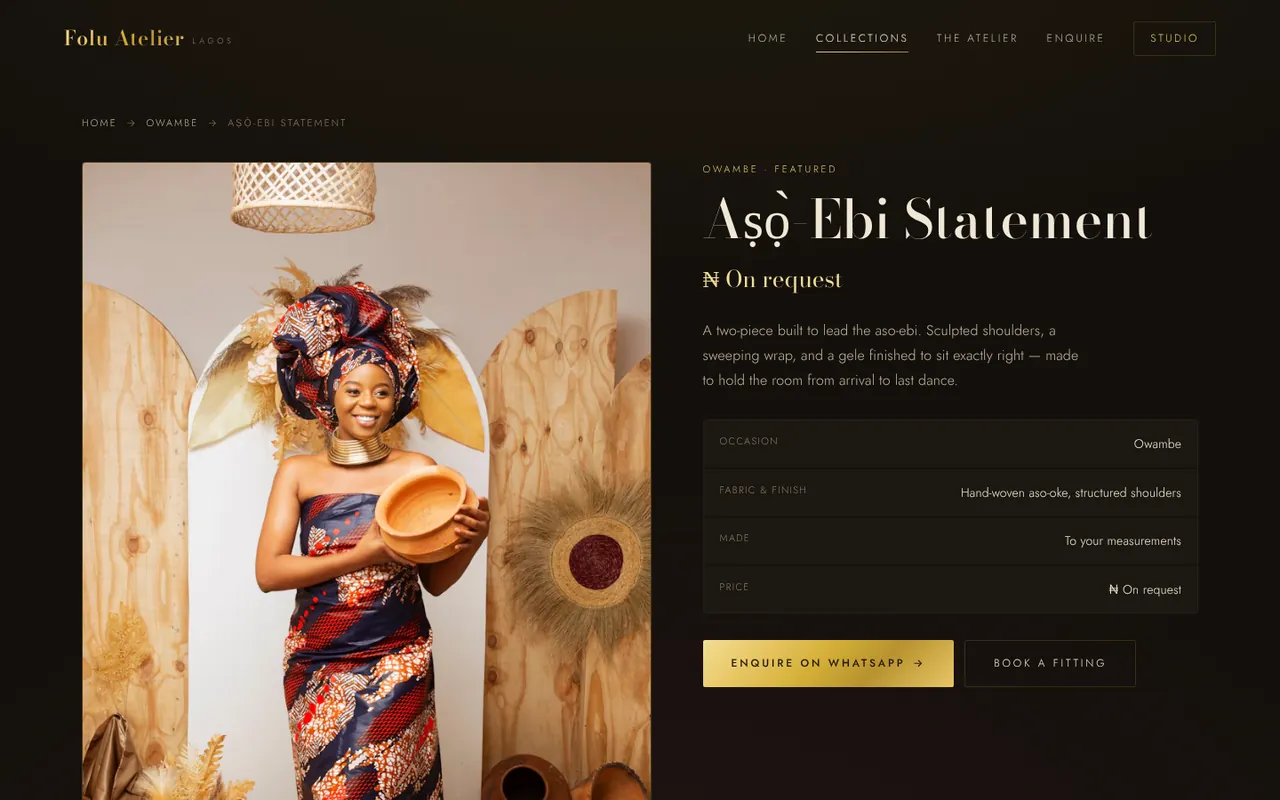 Folu Atelier LAGOS
HOME COLLECTIONS THE ATELIER ENQUIRE STUDIO
HOME → OWAMBE → AṢỌ̀-EBI STATEMENT
OWAMBE · FEATURED
Aṣọ̀-Ebi Statement
₦ On request
A two-piece built to lead the aso-ebi. Sculpted shoulders, a
sweeping wrap, and a gele finished to sit exactly right — made
to hold the room from arrival to last dance.
OCCASION Owambe
FABRIC & FINISH Hand-woven aso-oke, structured shoulders
MADE To your measurements
PRICE ₦ On request
ENQUIRE ON WHATSAPP → BOOK A FITTING